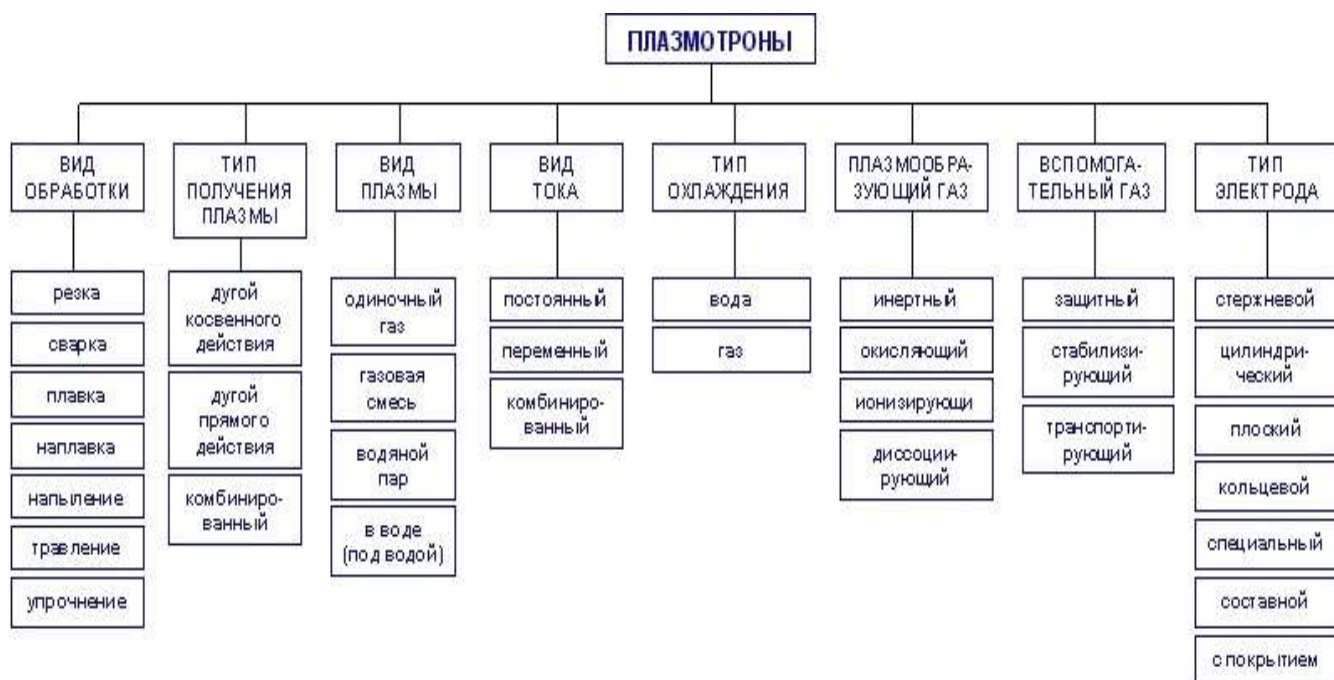 ПЛАЗМОТРОНЫ
ВИД
ОБРАБОТКИ
резка
сварка
плавка
наплавка
напыление
травление
упрочнение
ТИП
ПОЛУЧЕНИЯ
ПЛАЗМЫ
дугой
косвенного
действия
дугой
прямого
действия
комбиниро-
ванный
ВИД
ПЛАЗМЫ
одиночный
газ
газовая
смесь
водяной
пар
в воде
(под водой)
ВИД
ТОКА
постоянный
переменный
комбиниро-
ванный
ТИП
ОХЛАЖДЕНИЯ
вода
газ
ПЛАЗМООБРА-
ЗУЮЩИЙ ГАЗ
инертный
окисляющий
ионизирующи
диссоции-
рующий
ВСПОМОГА-
ТЕЛЬНЫЙ ГАЗ
защитный
стабилизи-
рующий
транспорти-
рующий
ТИП
ЭЛЕКТРОДА
стержневой
цилиндри-
ческий
плоский
кольцевой
специальный
составной
с покрытием